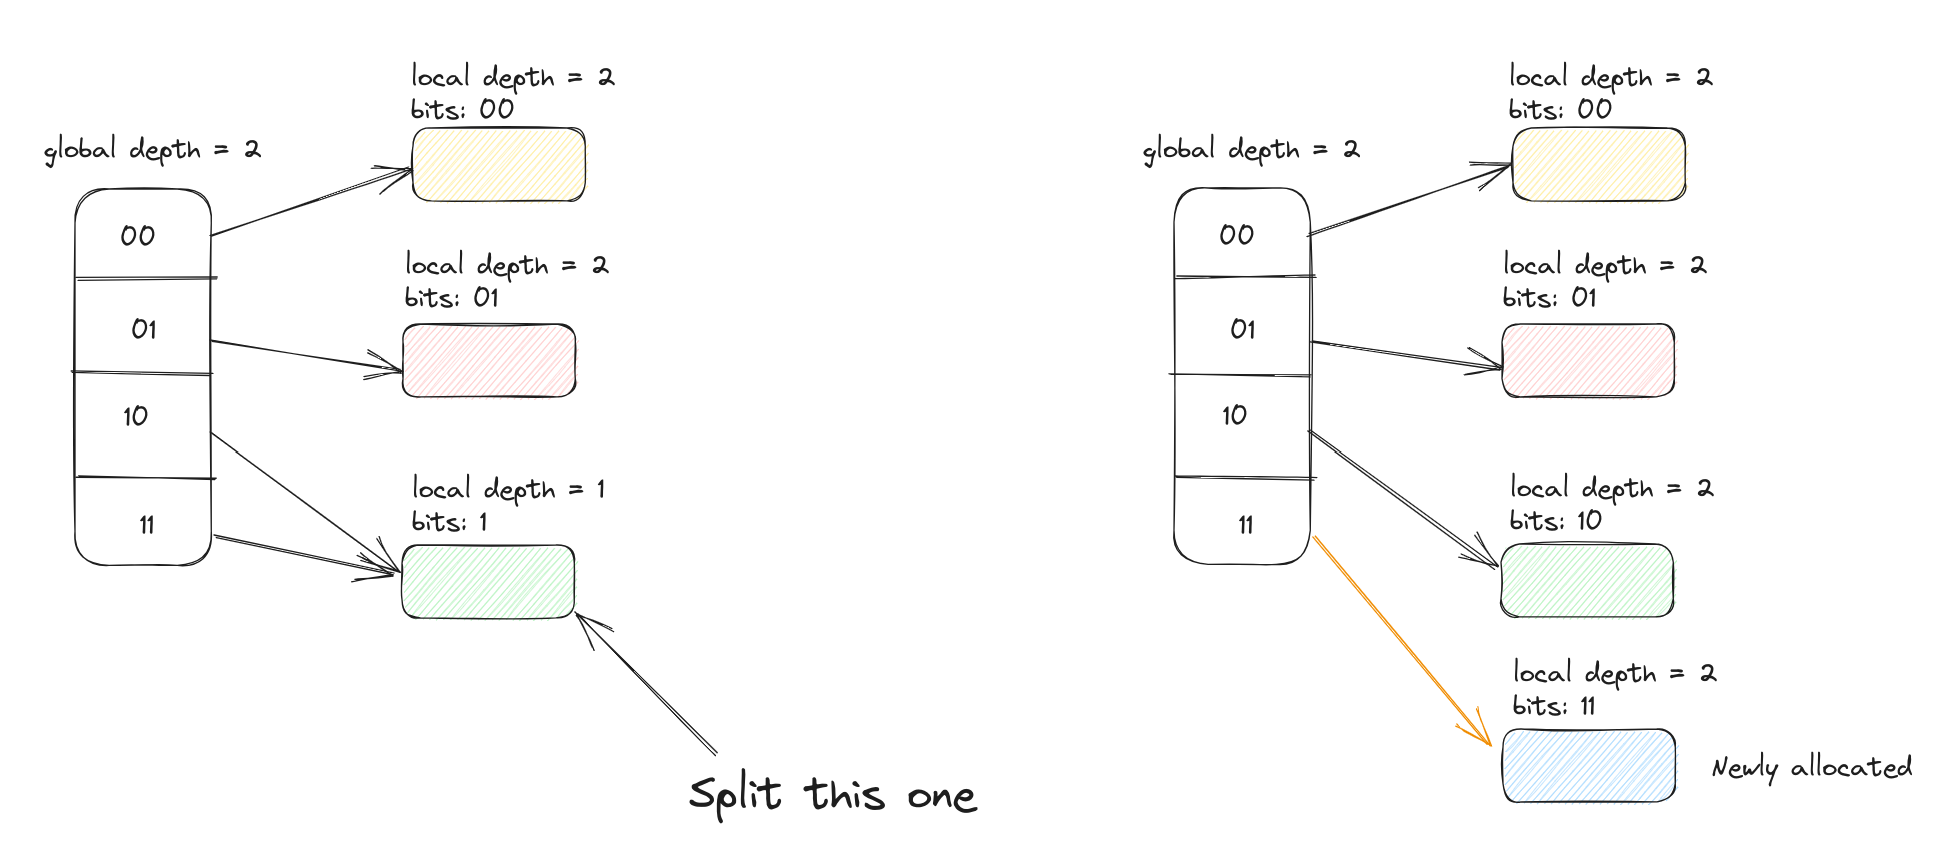 local depth = 2
bits: 00
global depth = 2
00
local depth = 2
bits: 01
01
10
local depth = 1
bits: 1
11
Split this one
local depth = 2
bits: 00
global depth = 2
00
local depth = 2
bits: 01
01
10
local depth = 2
bits: 10
11
local depth = 2
bits: 11
Newly allocated